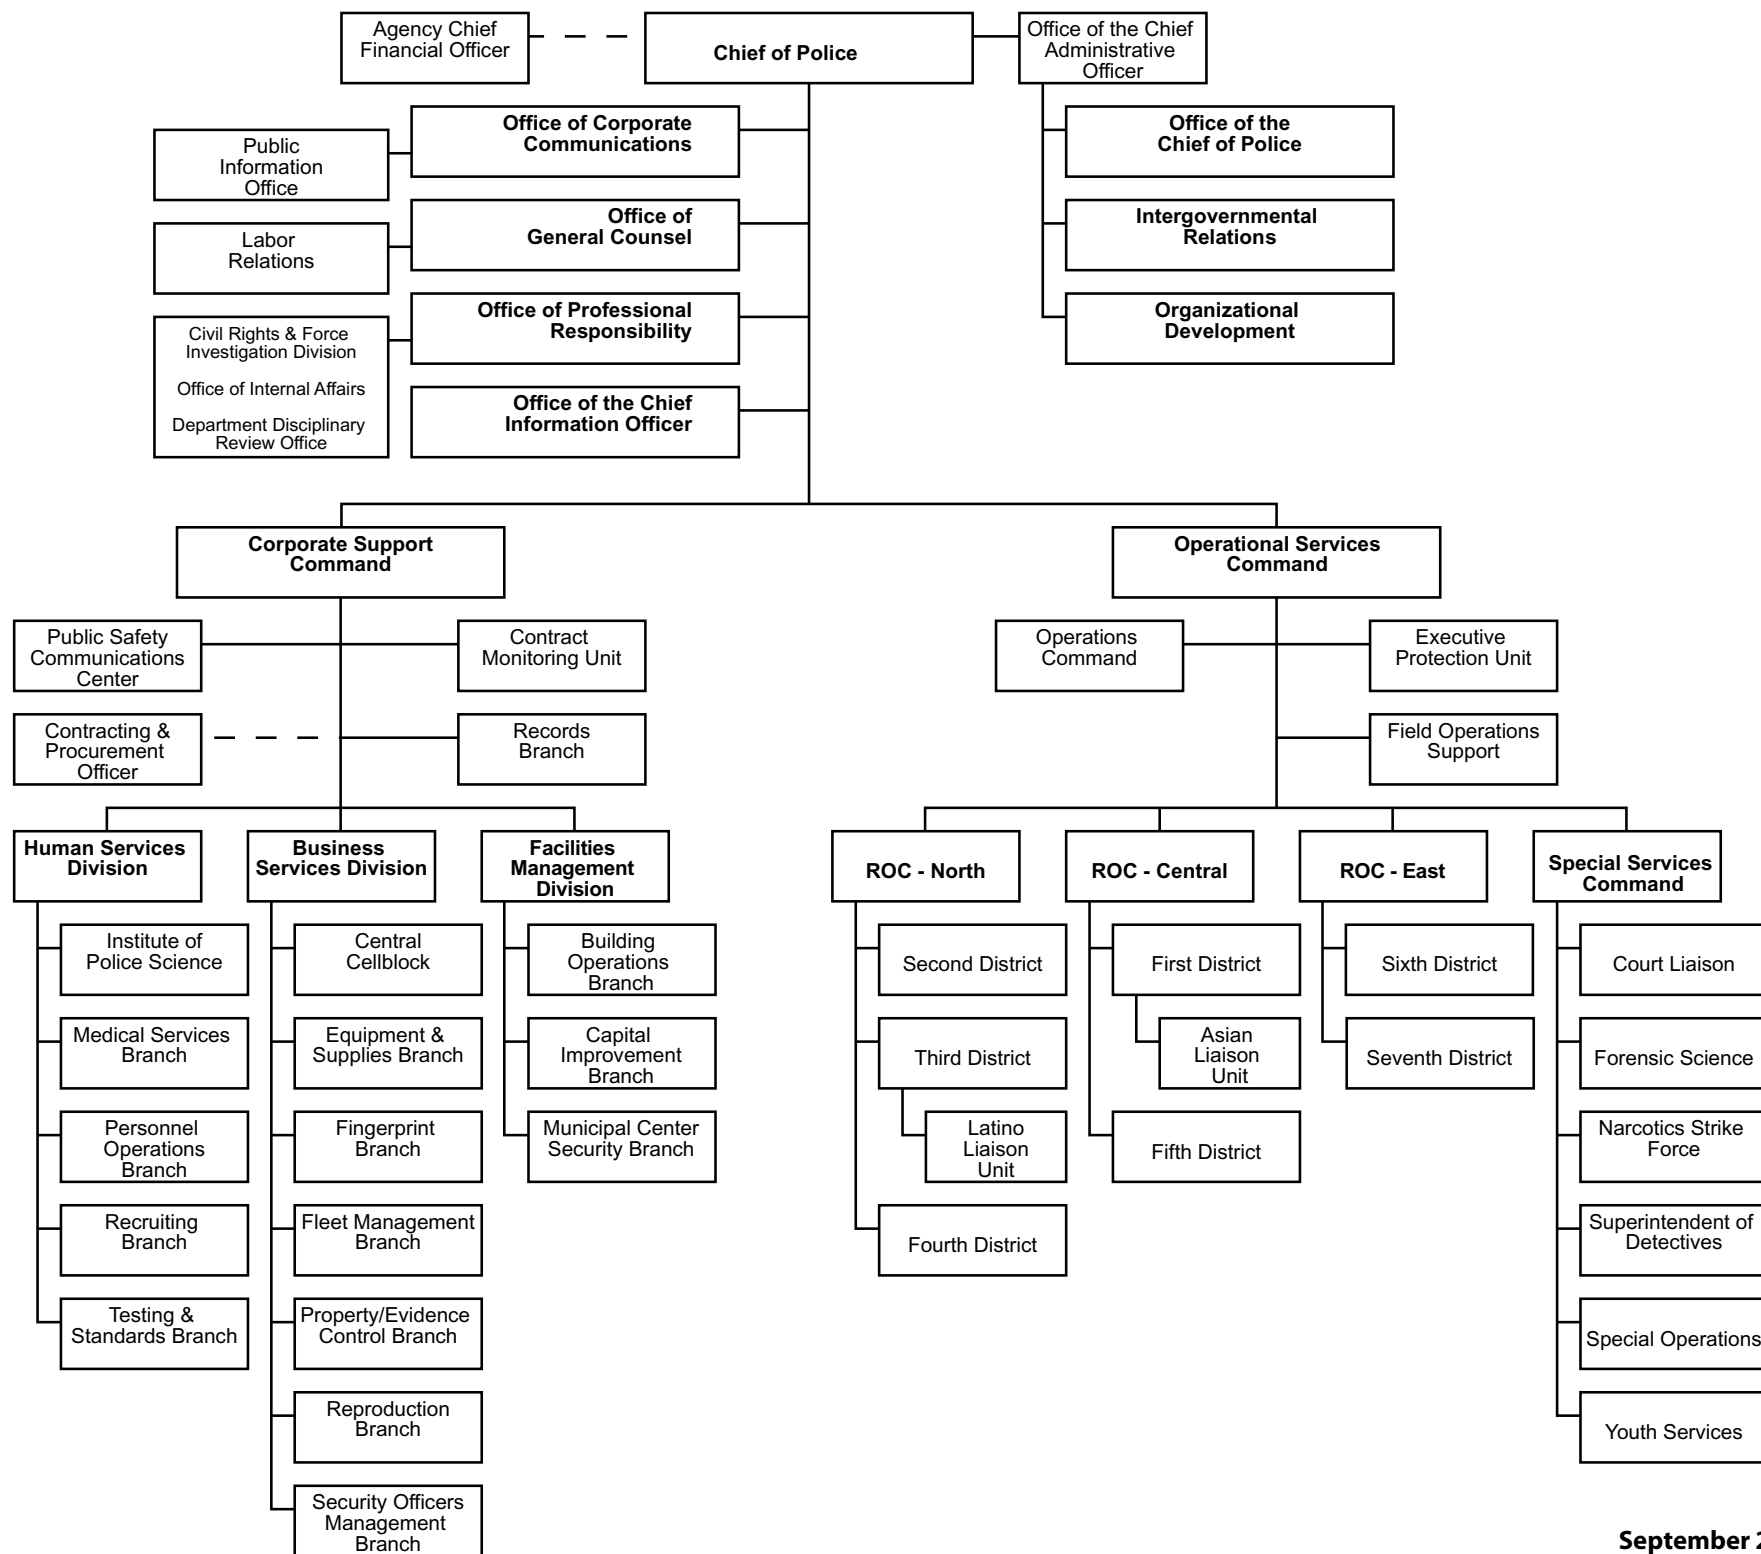 Agency Chief
Financial Officer
Chief of Police
Office of the Chief
Administrative
Officer
Office of Corporate
Communications
Public
Information
Office
Office of the
Chief of Police
Office of
General Counsel
Labor
Relations
Intergovernmental
Relations
Office of Professional
Responsibility
Civil Rights & Force
Investigation Division
Office of Internal Affairs
Department Disciplinary
Review Office
Organizational
Development
Office of the Chief
Information Officer
Corporate Support
Command
Operational Services
Command
Public Safety
Communications
Center
Contract
Monitoring Unit
Operations
Command
Executive
Protection Unit
Contracting &
Procurement
Officer
Records
Branch
Field Operations
Support
Human Services
Division
Business
Services Division
Facilities
Management
Division
ROC - North
ROC - Central
ROC - East
Special Services
Command
Institute of
Police Science
Medical Services
Branch
Personnel
Operations
Branch
Recruiting
Branch
Testing &
Standards Branch
Central
Cellblock
Equipment &
Supplies Branch
Fingerprint
Branch
Fleet Management
Branch
Property/Evidence
Control Branch
Reproduction
Branch
Security Officers
Management
Branch
Building
Operations
Branch
Capital
Improvement
Branch
Municipal Center
Security Branch
Second District
Third District
Latino
Liaison
Unit
Fourth District
First District
Asian
Liaison
Unit
Fifth District
Sixth District
Seventh District
Court Liaison
Forensic Science
Narcotics Strike
Force
Superintendent of
Detectives
Special Operations
Youth Services
September